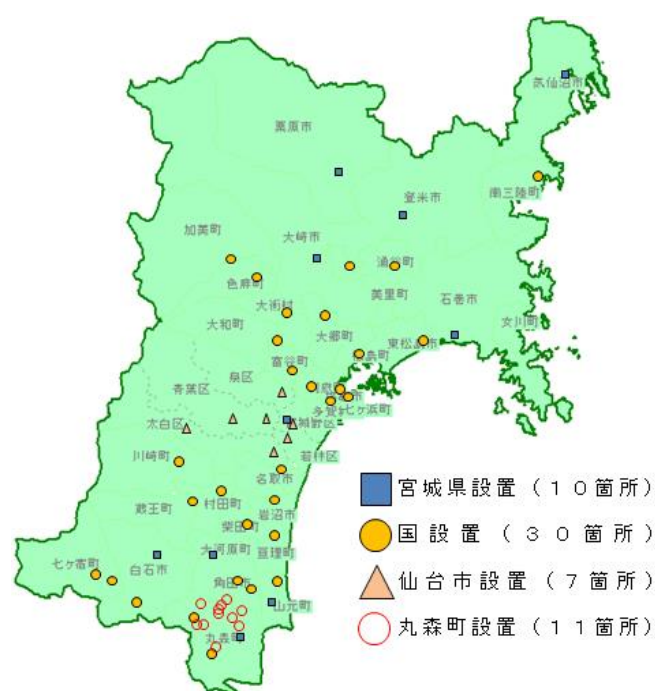 気仙沼市
栗原市
南三陸町
登米市
加美町
大崎市
涌谷町
色麻町
美里町
石巻市
大衡村
女川町
大和町
大郷町
東松島市
松島町
富谷町
泉区
青葉区
利府町
七ヶ浜町
太白区
宮城野区
若林区
川崎町
名取市
村田町
蔵王町
岩沼市
柴田町
大河原町
亘理町
七ヶ宿町
白石市
角田市
山元町
丸森町
宮城県設置（１０箇所）
国設置（３０箇所）
仙台市設置（７箇所）
丸森町設置（１１箇所）